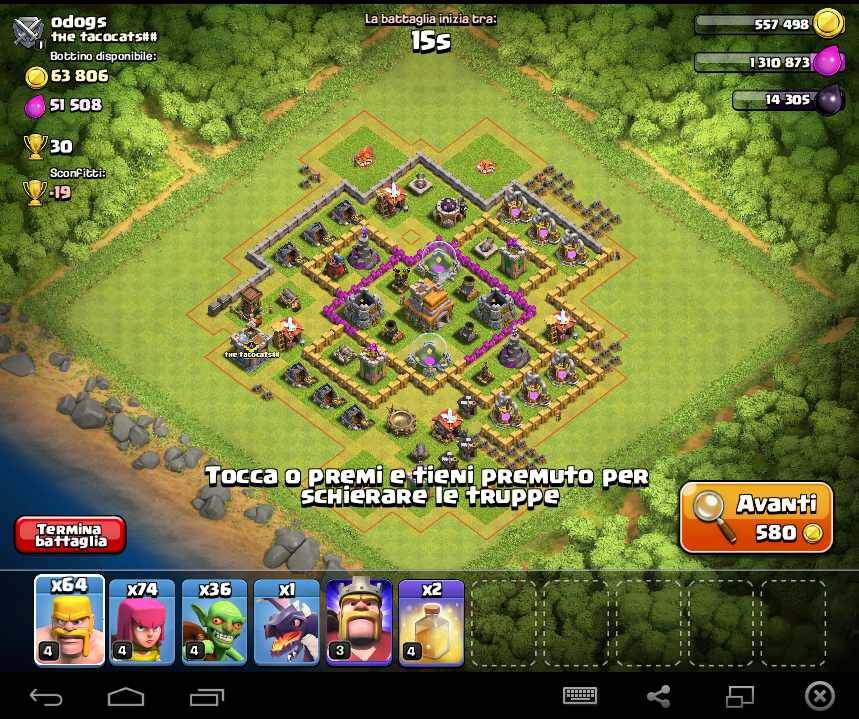 odogs
the tacocats##
Bottino disponibile:
63 806
51 508
30
Sconfitti:
-19
La battaglia inizia tra:
15s
557 498
1 310 873
14 305
the tacocats##
Tocca o premi e tieni premuto per
schierare le truppe
Termina
battaglia
Avanti
580
x64
x74
x36
x1
x2
4
4
4
3
4